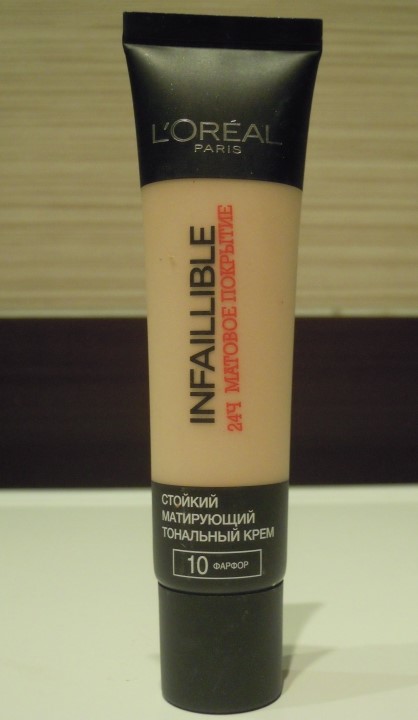 L'ORÉAL
PARIS
INFAILLIBLE
24Ч МАТОВОЕ ПОКРЫТИЕ
СТОЙКИЙ
МАТИРУЮЩИЙ
ТОНАЛЬНЫЙ КРЕМ
10 ФАРФОР